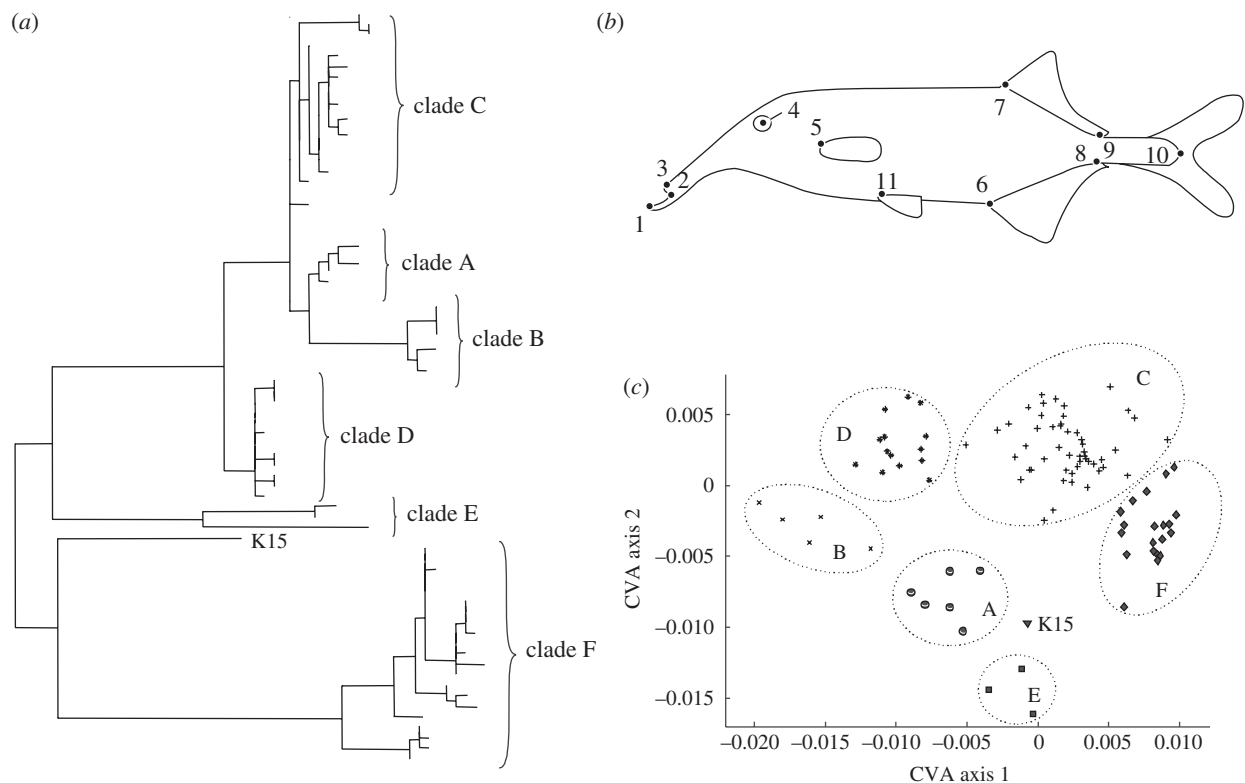 (a)
clade C
clade A
clade B
clade D
clade E
K15
clade F
(b)
1
2
3
4
5
6
7
8
9
10
11
(c)
CVA axis 2
0.005
0
−0.005
−0.010
−0.015
C
D
B
A
F
K15
E
−0.020 −0.015 −0.010 −0.005 0 0.005 0.010
CVA axis 1